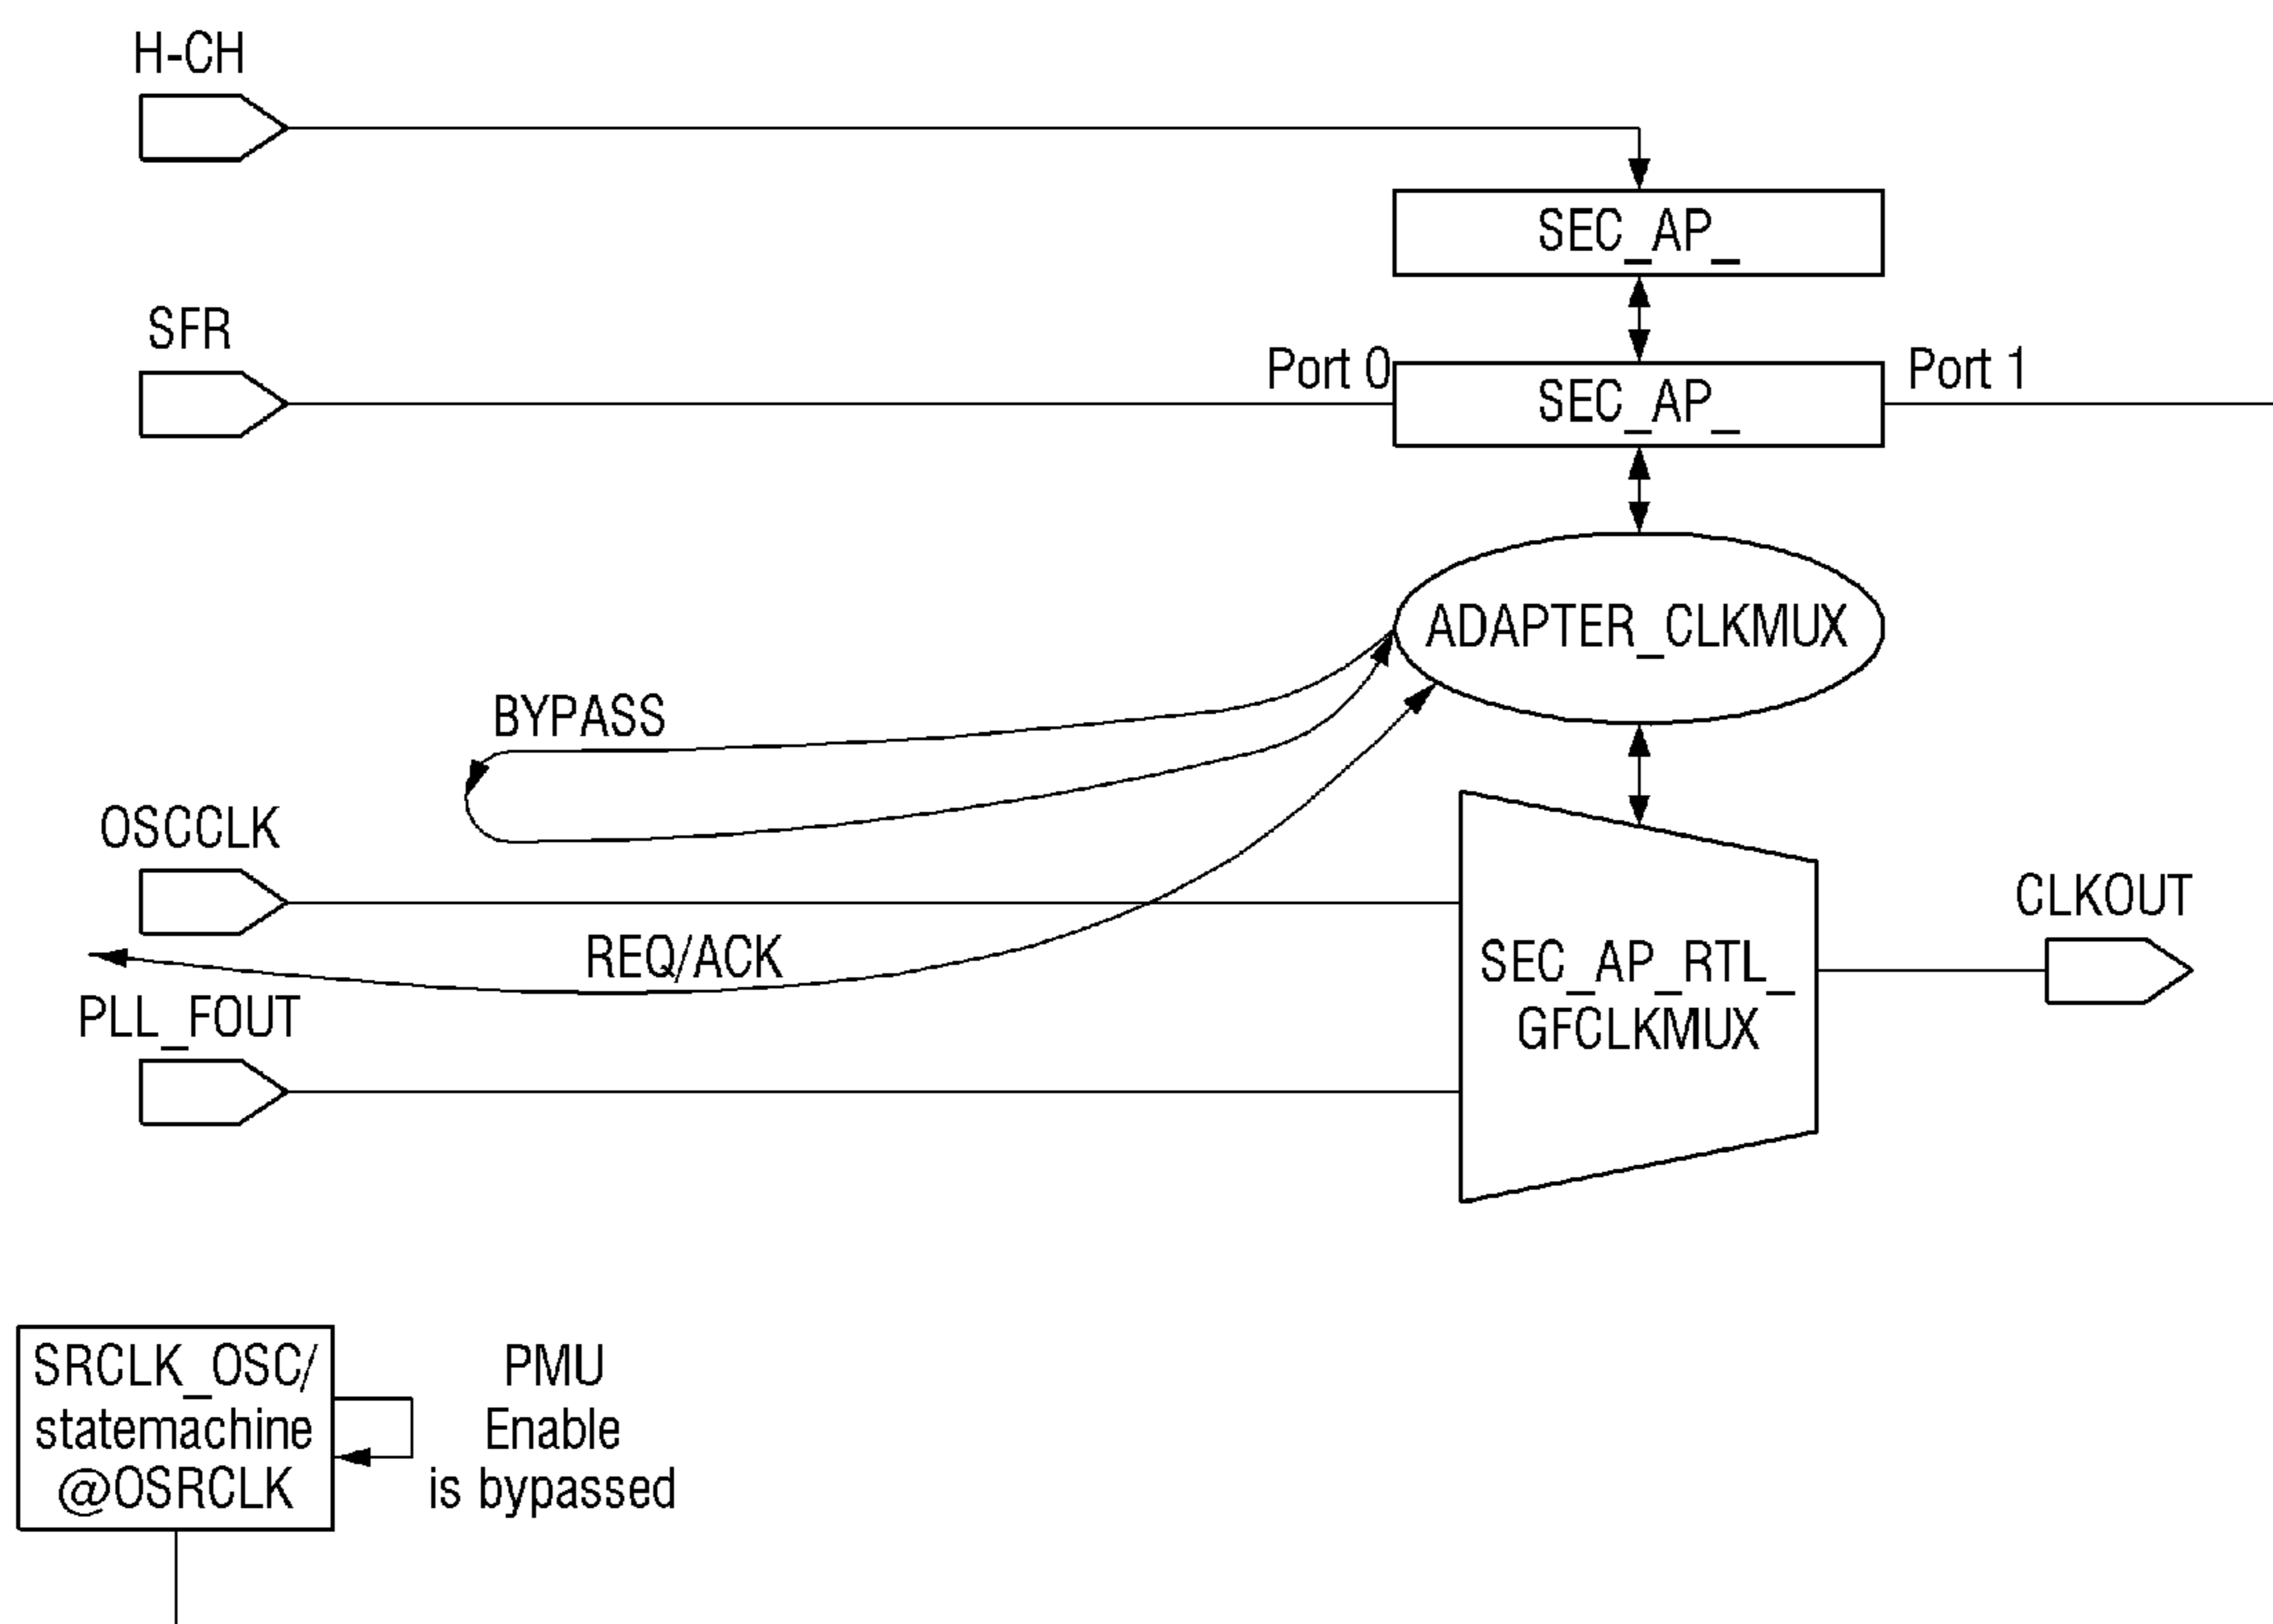 H-CH
SEC_AP_
SFR
Port 0
SEC_AP_
Port 1
ADAPTER_CLKMUX
BYPASS
OSCCLK
CLKOUT
REQ/ACK
SEC_AP_RTL_
GFCLKMUX
PLL_FOUT
SRCLK_OSC/
statemachine
@OSRCLK
PMU
Enable
is bypassed